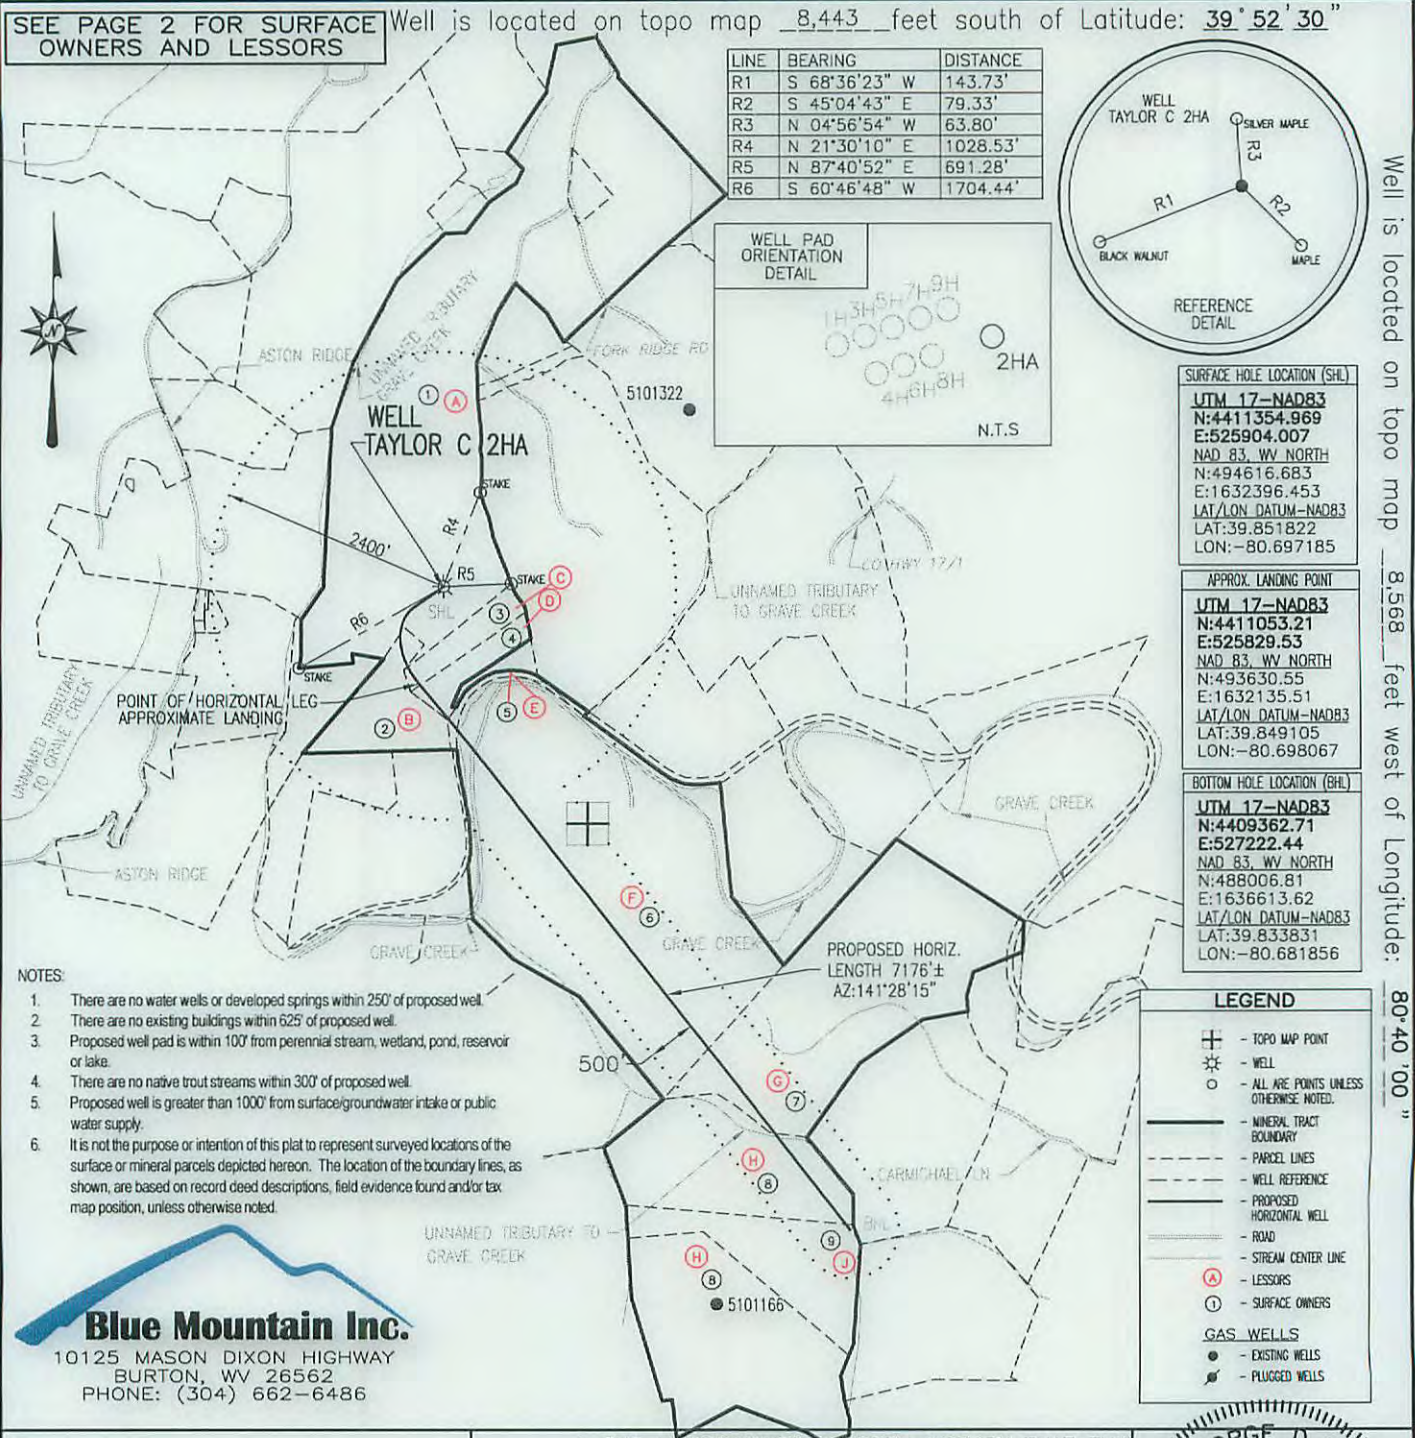 SEE PAGE 2 FOR SURFACE
OWNERS AND LESSORS
Well is located on topo map 8,443 feet south of Latitude: 39°52'30"
LINE BEARING DISTANCE
R1 S 68°36'23" W 143.73'
R2 S 45°04'43" E 79.33'
R3 N 04°56'54" W 63.80'
R4 N 21°30'10" E 1028.53'
R5 N 87°40'52" E 691.28'
R6 S 60°46'48" W 1704.44'
WELL
TAYLOR C 2HA
SILVER MAPLE
R3
R1
R2
BLACK WALNUT
MAPLE
REFERENCE
DETAIL
Well is located on topo map 8,568 feet west of Longitude: 80°40'00"
WELL PAD
ORIENTATION
DETAIL
1H 3H 5H 7H 9H
2HA
4H 6H 8H
N.T.S
SURFACE HOLE LOCATION (SHL)
UTM 17-NAD83
N:4411354.969
E:525904.007
NAD 83, WV NORTH
N:494616.683
E:1632396.453
LAT/LON DATUM-NAD83
LAT:39.851822
LON:-80.697185
APPROX. LANDING POINT
UTM 17-NAD83
N:4411053.21
E:525829.53
NAD 83, WV NORTH
N:493630.55
E:1632135.51
LAT/LON DATUM-NAD83
LAT:39.849105
LON:-80.698067
BOTTOM HOLE LOCATION (BHL)
UTM 17-NAD83
N:4409362.71
E:527222.44
NAD 83, WV NORTH
N:488006.81
E:1636613.62
LAT/LON DATUM-NAD83
LAT:39.833831
LON:-80.681856
N
ASTON RIDGE
UNNAMED TRIBUTARY
GRAVE CREEK
FORK RIDGE RD
5101322
1 A
WELL
TAYLOR C 2HA
STAKE
R4
2400'
R5
STAKE
C
D
SHL
3
4
R6
STAKE
CO HWY 17/1
UNNAMED TRIBUTARY
TO GRAVE CREEK
POINT OF HORIZONTAL LEG
APPROXIMATE LANDING
2 B
5 E
UNNAMED TRIBUTARY
TO GRAVE CREEK
ASTON RIDGE
GRAVE CREEK
F
6
GRAVE CREEK
GRAVE CREEK
PROPOSED HORIZ.
LENGTH 7176'±
AZ:141°28'15"
500'
G
7
H
8
CARMICHAEL LN
BHL
9
J
UNNAMED TRIBUTARY TO
GRAVE CREEK
H
8
5101166
NOTES:
1. There are no water wells or developed springs within 250' of proposed well.
2. There are no existing buildings within 625' of proposed well.
3. Proposed well pad is within 100' from perennial stream, wetland, pond, reservoir
or lake.
4. There are no native trout streams within 300' of proposed well.
5. Proposed well is greater than 1000' from surface/groundwater intake or public
water supply.
6. It is not the purpose or intention of this plat to represent surveyed locations of the
surface or mineral parcels depicted hereon. The location of the boundary lines, as
shown, are based on record deed descriptions, field evidence found and/or tax
map position, unless otherwise noted.
Blue Mountain Inc.
10125 MASON DIXON HIGHWAY
BURTON, WV 26562
PHONE: (304) 662-6486
LEGEND
- TOPO MAP POINT
- WELL
- ALL ARE POINTS UNLESS
OTHERWISE NOTED.
- MINERAL TRACT
BOUNDARY
- PARCEL LINES
- WELL REFERENCE
- PROPOSED
HORIZONTAL WELL
- ROAD
- STREAM CENTER LINE
A - LESSORS
1 - SURFACE OWNERS
GAS WELLS
- EXISTING WELLS
- PLUGGED WELLS